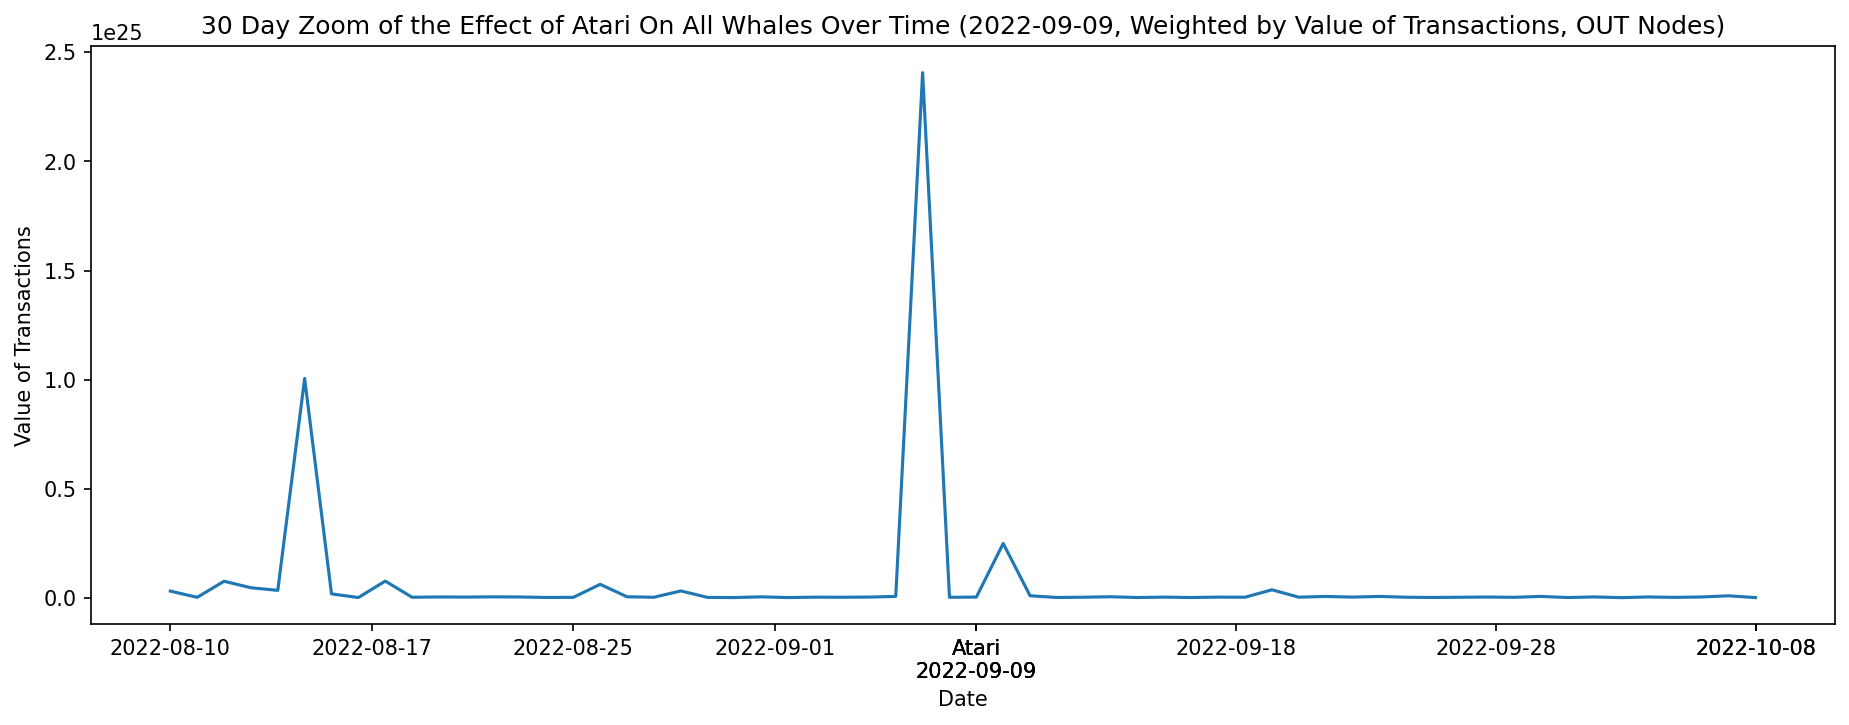 30 Day Zoom of the Effect of Atari On All Whales Over Time (2022-09-09, Weighted by Value of Transactions, OUT Nodes)
1e25
2.5
2.0
1.5
1.0
0.5
0.0
Value of Transactions
2022-08-10 2022-08-17 2022-08-25 2022-09-01 Atari 2022-09-18 2022-09-28 2022-10-08
2022-09-09
Date